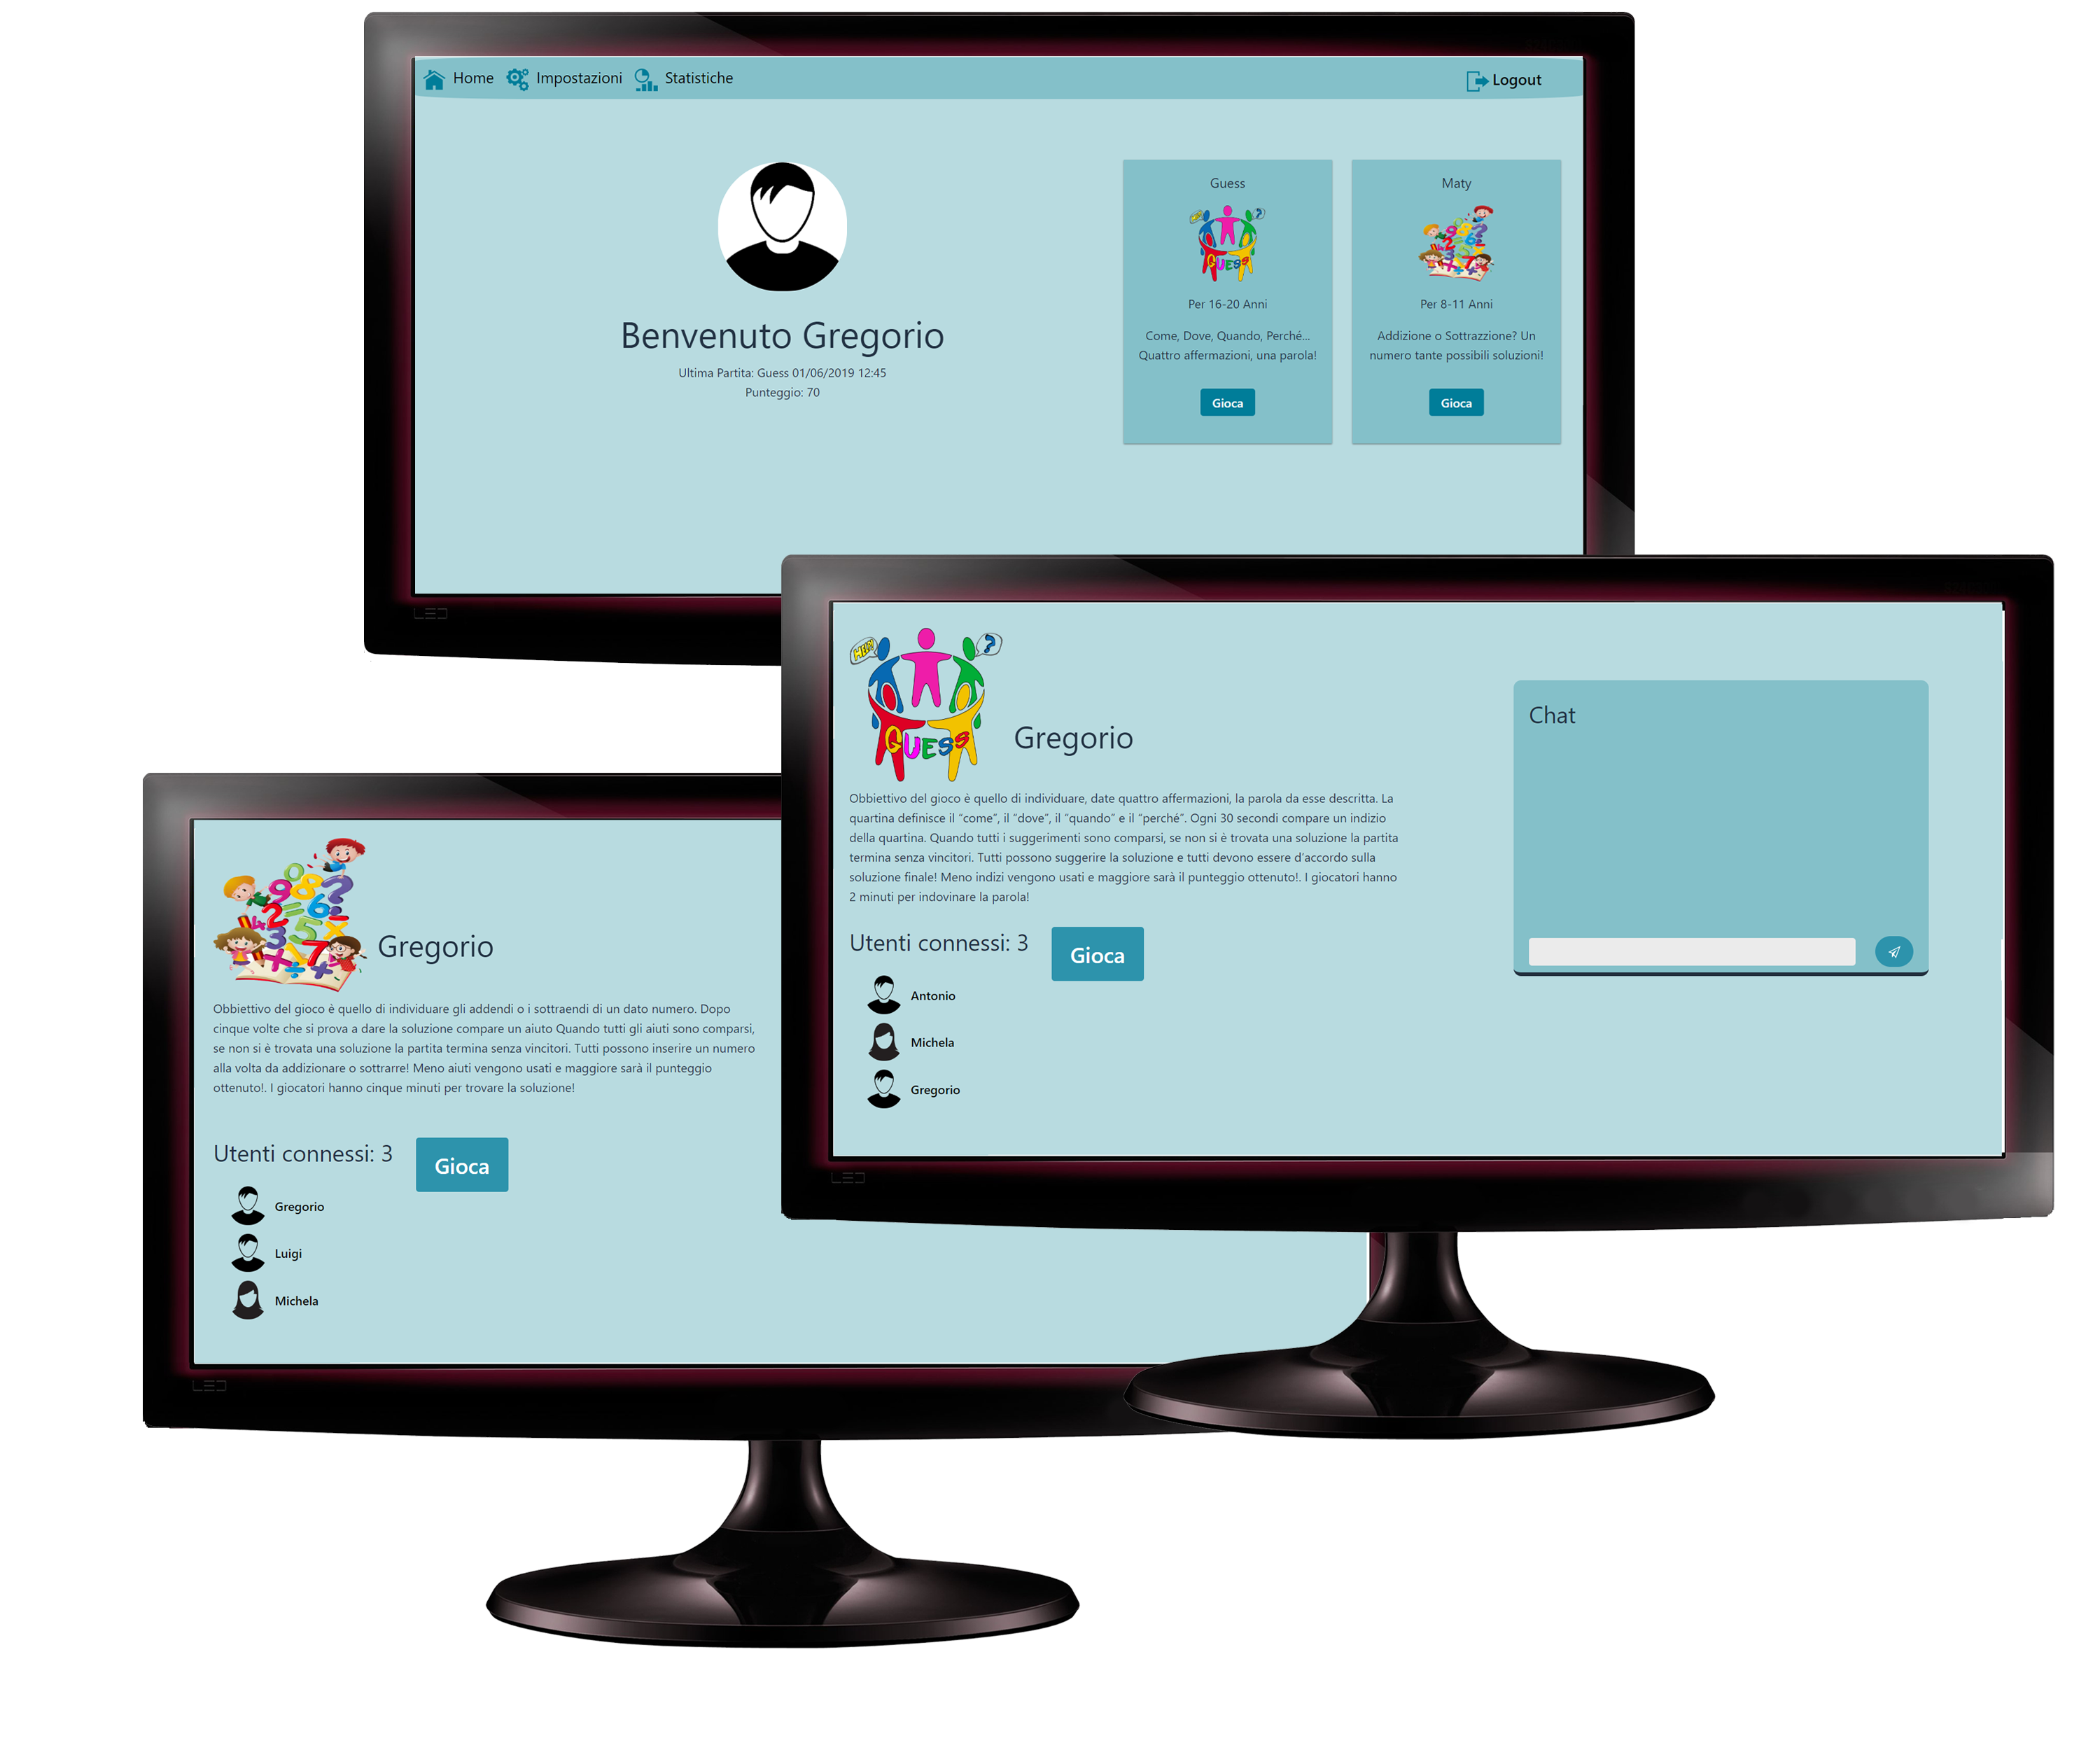 Home Impostazioni Statistiche Logout
Benvenuto Gregorio
Ultima Partita: Guess 01/06/2019 12:45
Punteggio: 70
Guess
HELP!
?
GUESS
Per 16-20 Anni
Come, Dove, Quando, Perché...
Quattro affermazioni, una parola!
Gioca
Maty
Per 8-11 Anni
Addizione o Sottrazzione? Un
numero tante possibili soluzioni!
Gioca
LED
HELP!
?
GUESS
Gregorio
Obbiettivo del gioco è quello di individuare, date quattro affermazioni, la parola da esse descritta. La
quartina definisce il “come”, il “dove”, il “quando” e il “perché”. Ogni 30 secondi compare un indizio
della quartina. Quando tutti i suggerimenti sono comparsi, se non si è trovata una soluzione la partita
termina senza vincitori. Tutti possono suggerire la soluzione e tutti devono essere d’accordo sulla
soluzione finale! Meno indizi vengono usati e maggiore sarà il punteggio ottenuto!. I giocatori hanno
2 minuti per indovinare la parola!
Utenti connessi: 3
Gioca
Antonio
Michela
Gregorio
Chat
LED
Gregorio
Obbiettivo del gioco è quello di individuare gli addendi o i sottraendi di un dato numero. Dopo
cinque volte che si prova a dare la soluzione compare un aiuto Quando tutti gli aiuti sono comparsi,
se non si è trovata una soluzione la partita termina senza vincitori. Tutti possono inserire un numero
alla volta da addizionare o sottrarre! Meno aiuti vengono usati e maggiore sarà il punteggio
ottenuto!. I giocatori hanno cinque minuti per trovare la soluzione!
Utenti connessi: 3
Gioca
Gregorio
Luigi
Michela
LED